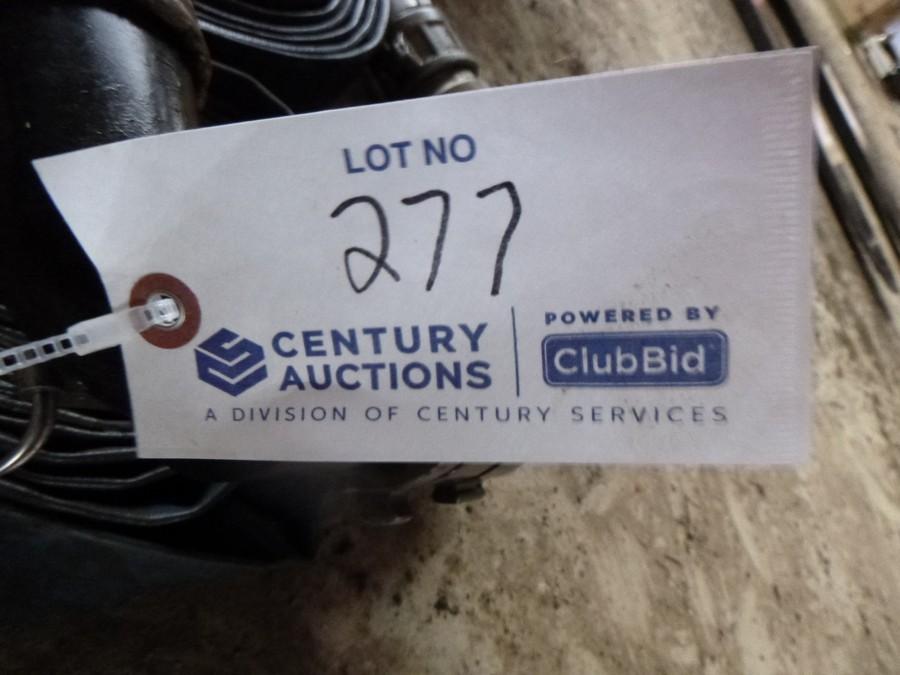 LOT NO
277
CENTURY AUCTIONS
POWERED BY
ClubBid
A DIVISION OF CENTURY SERVICES